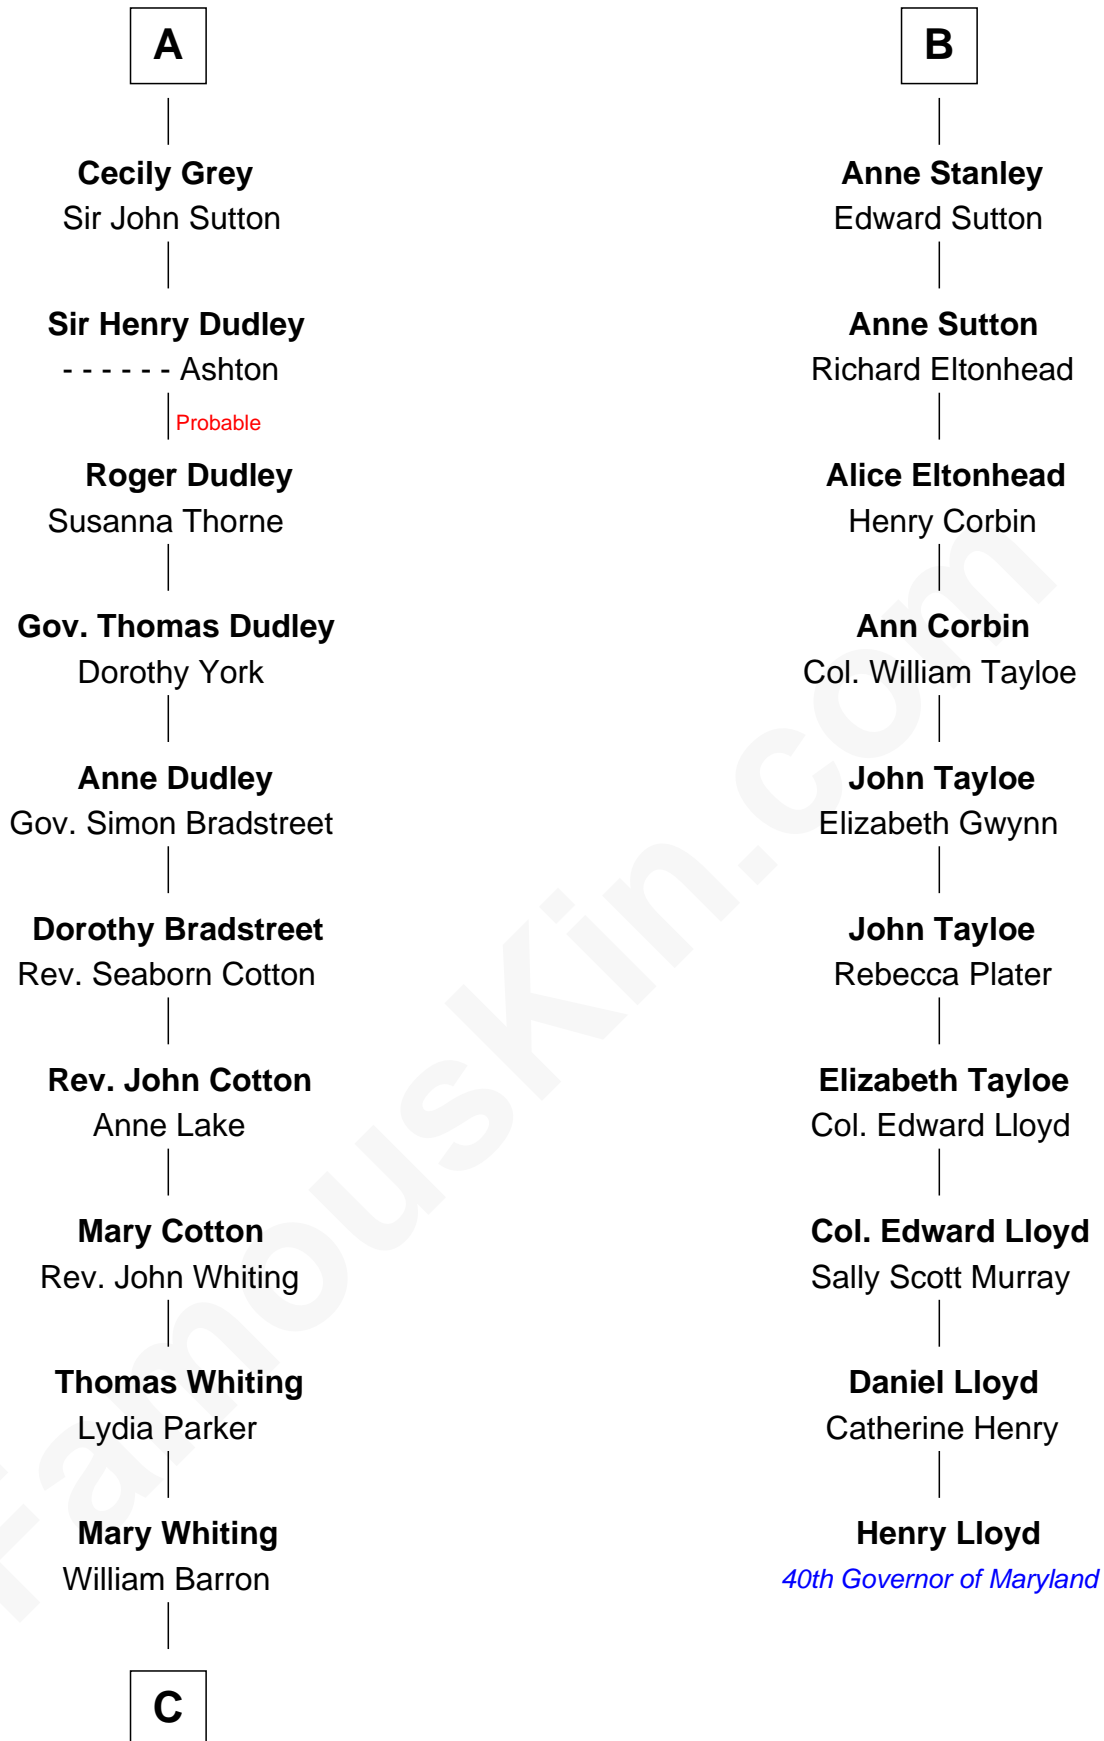 A
Cecily Grey
Sir John Sutton
Sir Henry Dudley
- - - - - - Ashton
Probable
Roger Dudley
Susanna Thorne
Gov. Thomas Dudley
Dorothy York
Anne Dudley
Gov. Simon Bradstreet
Dorothy Bradstreet
Rev. Seaborn Cotton
Rev. John Cotton
Anne Lake
Mary Cotton
Rev. John Whiting
Thomas Whiting
Lydia Parker
Mary Whiting
William Barron
C
B
Anne Stanley
Edward Sutton
Anne Sutton
Richard Eltonhead
Alice Eltonhead
Henry Corbin
Ann Corbin
Col. William Tayloe
John Tayloe
Elizabeth Gwynn
John Tayloe
Rebecca Plater
Elizabeth Tayloe
Col. Edward Lloyd
Col. Edward Lloyd
Sally Scott Murray
Daniel Lloyd
Catherine Henry
Henry Lloyd
40th Governor of Maryland
FamousKin.com